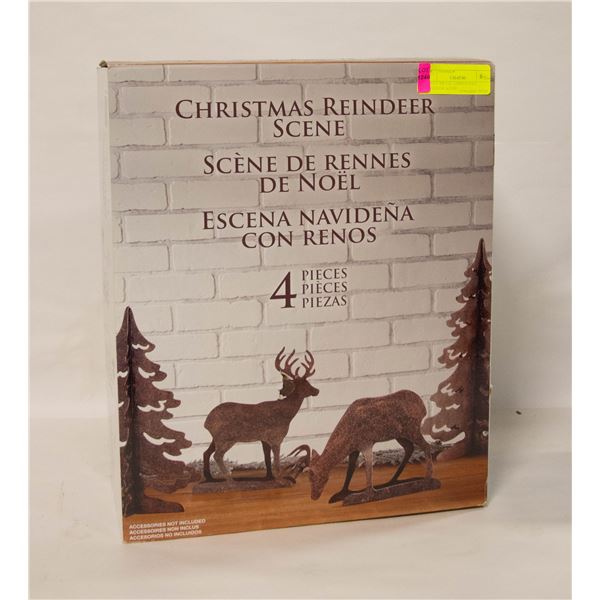 LOT
CHRISTMAS REINDEER
SCENE
SCÈNE DE RENNES
DE NOËL
ESCENA NAVIDEÑA
CON RENOS
4 PIECES
PIÈCES
PIEZAS
ACCESSORIES NOT INCLUDED
ACCESSOIRES NON INCLUS
ACCESORIOS NO INCLUIDOS